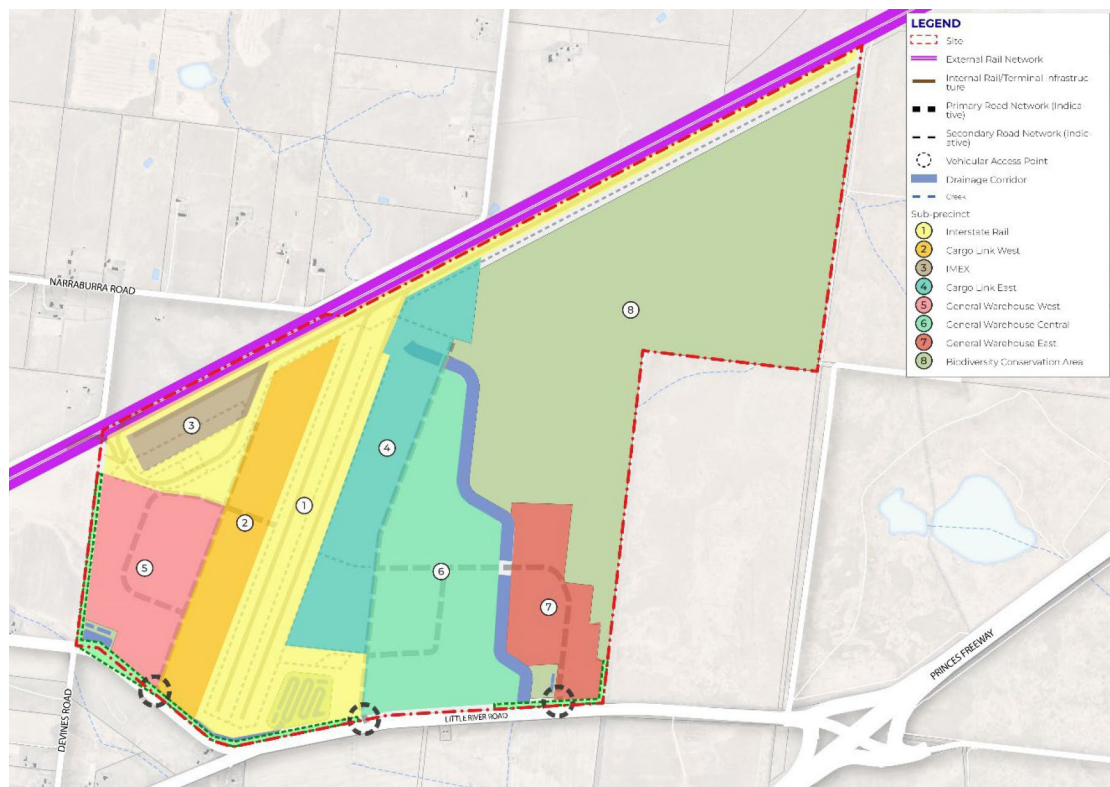 LEGEND
Site
External Rail Network
Internal Rail/Terminal Infrastruc
ture
Primary Road Network (Indica
tive)
Secondary Road Network (Indic
ative)
Vehicular Access Point
Drainage Corridor
Creek
Sub-precinct
1 Interstate Rail
2 Cargo Link West
3 IMEX
4 Cargo Link East
5 General Warehouse West
6 General Warehouse Central
7 General Warehouse East
8 Biodiversity Conservation Area
NARRABURRA ROAD
8
3
4
1
2
5
6
7
PRINCES FREEWAY
DEVINES ROAD
LITTLE RIVER ROAD